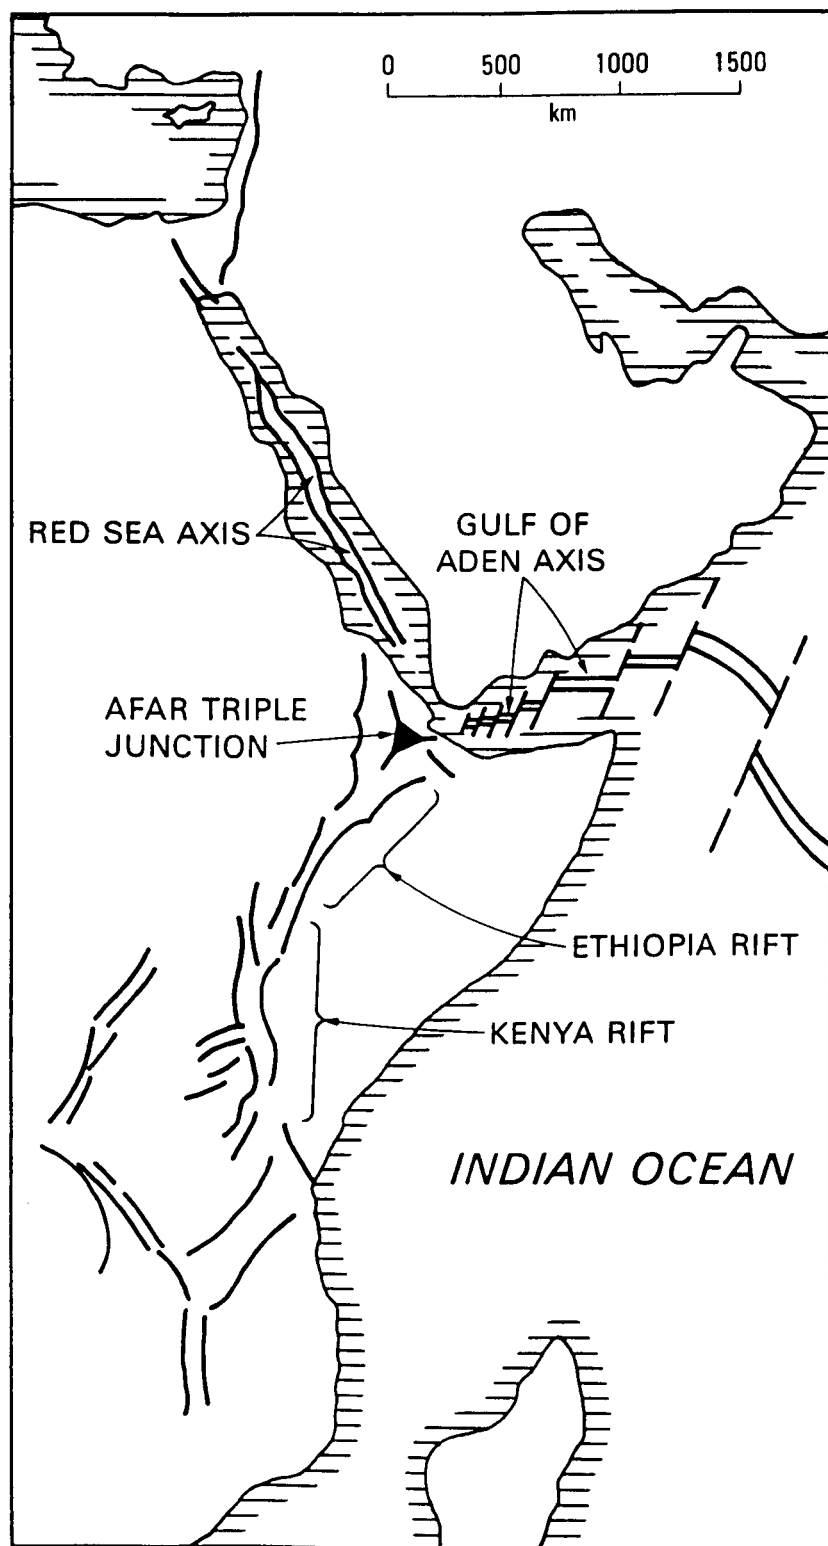 0 500 1000 1500
km
RED SEA AXIS
GULF OF
ADEN AXIS
AFAR TRIPLE
JUNCTION
ETHIOPIA RIFT
KENYA RIFT
INDIAN OCEAN